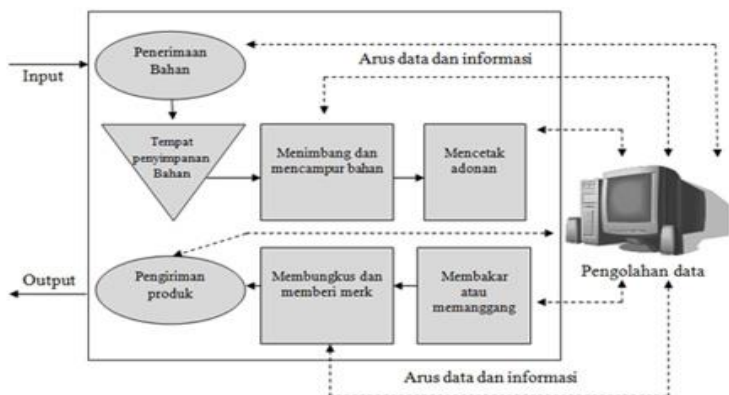 Penerimaan
Bahan
Arus data dan informasi
Input
Tempat
penyimpanan
Bahan
Menimbang dan
mencampur bahan
Mencetak
adonan
Pengolahan data
Output
Pengiriman
produk
Membungkus dan
memberi merk
Membakar
atau
memanggang
Arus data dan informasi